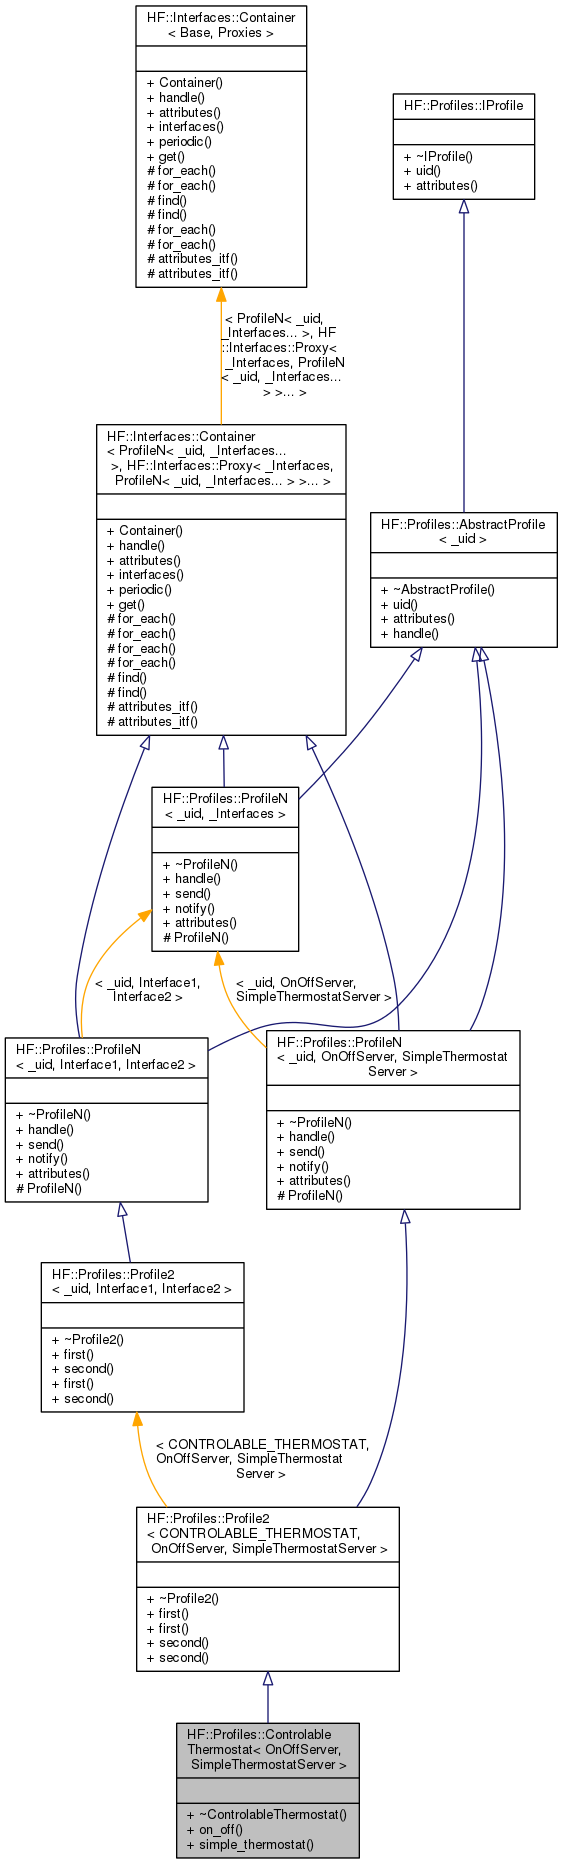 HF::Interfaces::Container
< Base, Proxies >
+ Container()
+ handle()
+ attributes()
+ interfaces()
+ periodic()
+ get()
# for_each()
# for_each()
# find()
# find()
# for_each()
# for_each()
# attributes_itf()
# attributes_itf()
HF::Profiles::IProfile
+ ~IProfile()
+ uid()
+ attributes()
< ProfileN< _uid,
_Interfaces... >, HF
::Interfaces::Proxy<
_Interfaces, ProfileN
< _uid, _Interfaces...
> >... >
HF::Interfaces::Container
< ProfileN< _uid, _Interfaces...
>, HF::Interfaces::Proxy< _Interfaces,
ProfileN< _uid, _Interfaces... > >... >
+ Container()
+ handle()
+ attributes()
+ interfaces()
+ periodic()
+ get()
# for_each()
# for_each()
# for_each()
# for_each()
# find()
# find()
# attributes_itf()
# attributes_itf()
HF::Profiles::AbstractProfile
< _uid >
+ ~AbstractProfile()
+ uid()
+ attributes()
+ handle()
HF::Profiles::ProfileN
< _uid, _Interfaces >
+ ~ProfileN()
+ handle()
+ send()
+ notify()
+ attributes()
# ProfileN()
< _uid, Interface1,
Interface2 >
< _uid, OnOffServer,
SimpleThermostatServer >
HF::Profiles::ProfileN
< _uid, Interface1, Interface2 >
+ ~ProfileN()
+ handle()
+ send()
+ notify()
+ attributes()
# ProfileN()
HF::Profiles::ProfileN
< _uid, OnOffServer, SimpleThermostat
Server >
+ ~ProfileN()
+ handle()
+ send()
+ notify()
+ attributes()
# ProfileN()
HF::Profiles::Profile2
< _uid, Interface1, Interface2 >
+ ~Profile2()
+ first()
+ second()
+ first()
+ second()
< CONTROLABLE_THERMOSTAT,
OnOffServer, SimpleThermostat
Server >
HF::Profiles::Profile2
< CONTROLABLE_THERMOSTAT,
OnOffServer, SimpleThermostatServer >
+ ~Profile2()
+ first()
+ first()
+ second()
+ second()
HF::Profiles::Controlable
Thermostat< OnOffServer,
SimpleThermostatServer >
+ ~ControlableThermostat()
+ on_off()
+ simple_thermostat()